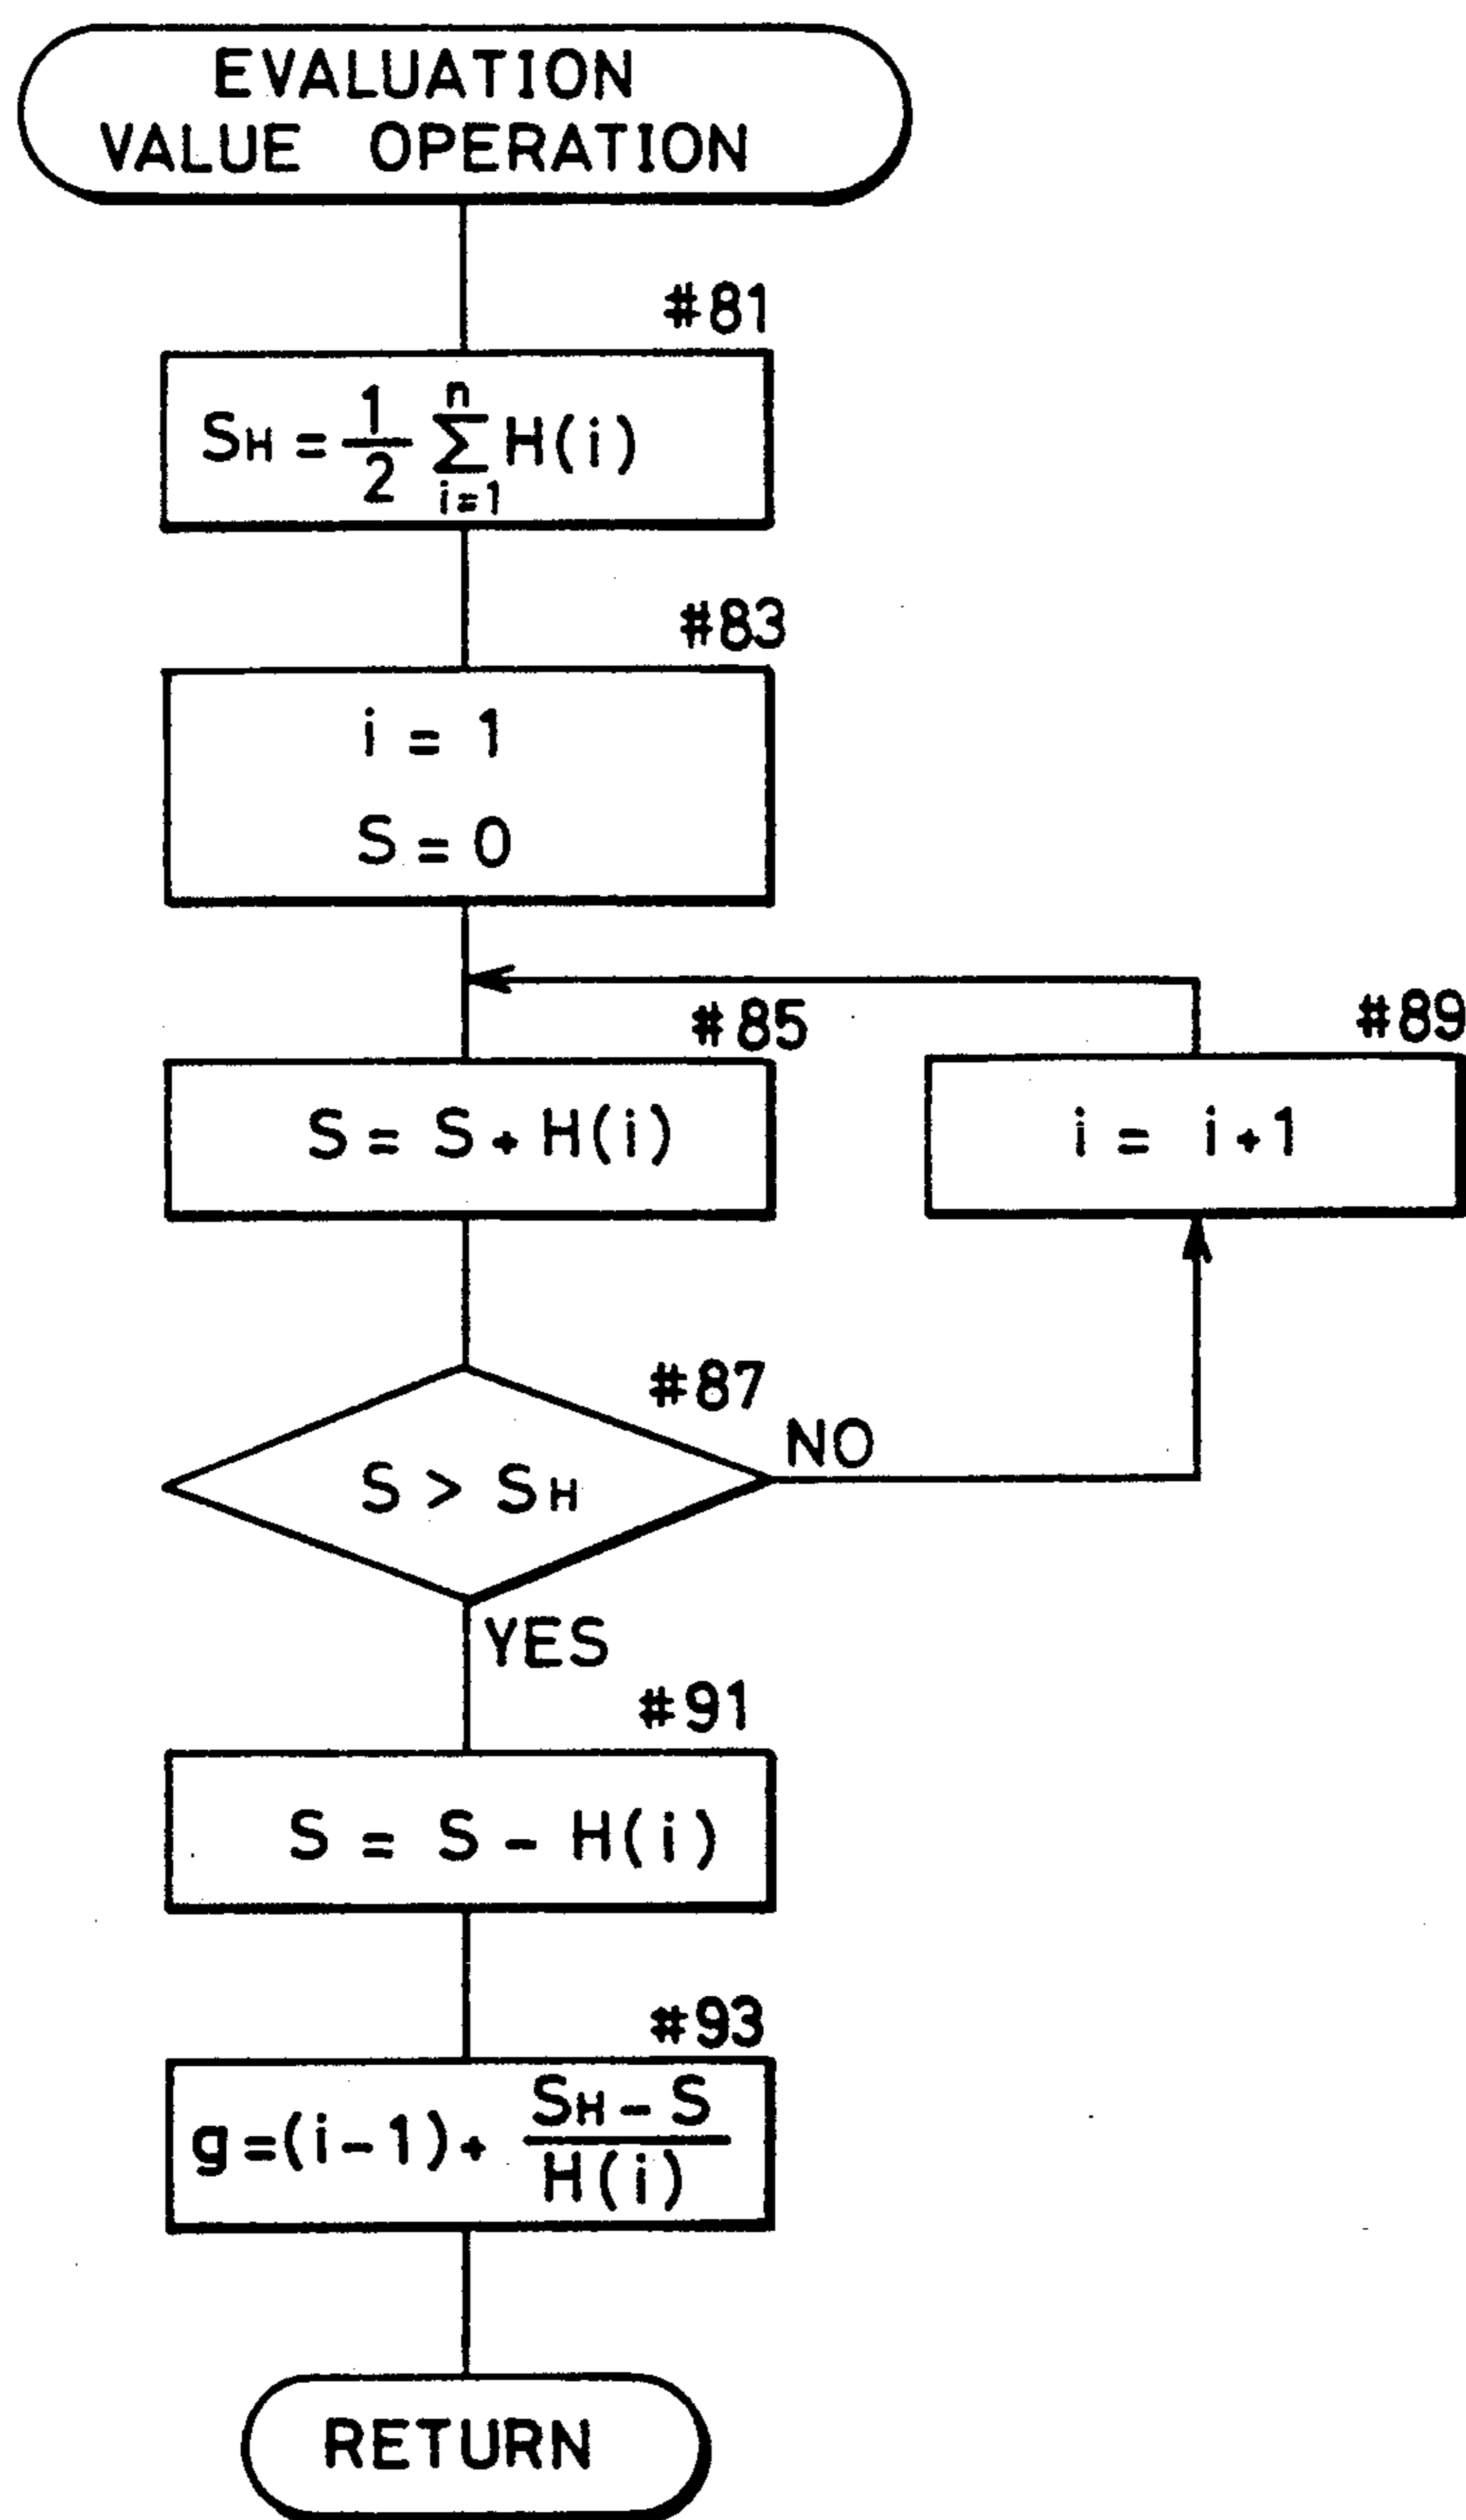 EVALUATION
VALUE OPERATION
#81
SH = 1/2 n∑i=1 H(i)
#83
i = 1
S = 0
#85
#89
S = S + H(i)
i = i+1
#87
NO
S > SH
YES
#91
S = S - H(i)
#93
g=(i-1)+ SH-S/H(i)
RETURN